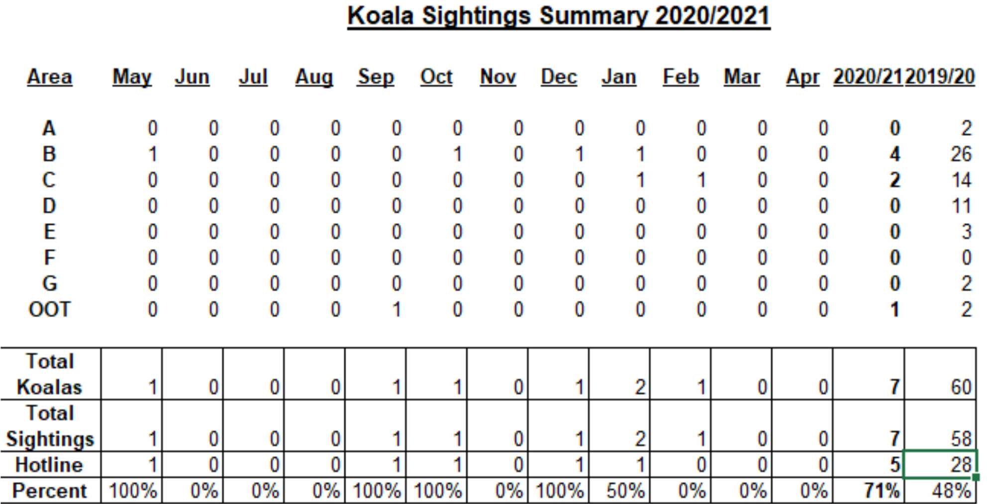 Koala Sightings Summary 2020/2021
Area May Jun Jul Aug Sep Oct Nov Dec Jan Feb Mar Apr 2020/21 2019/20
A 0 0 0 0 0 0 0 0 0 0 0 0 0 2
B 1 0 0 0 0 1 0 1 1 0 0 0 4 26
C 0 0 0 0 0 0 0 0 1 1 0 0 2 14
D 0 0 0 0 0 0 0 0 0 0 0 0 0 11
E 0 0 0 0 0 0 0 0 0 0 0 0 0 3
F 0 0 0 0 0 0 0 0 0 0 0 0 0 0
G 0 0 0 0 0 0 0 0 0 0 0 0 0 2
OOT 0 0 0 0 1 0 0 0 0 0 0 0 1 2
Total
Koalas 1 0 0 0 1 1 0 1 2 1 0 0 7 60
Total
Sightings 1 0 0 0 1 1 0 1 2 1 0 0 7 58
Hotline 1 0 0 0 1 1 0 1 1 0 0 0 5 28
Percent 100% 0% 0% 0% 100% 100% 0% 100% 50% 0% 0% 0% 71% 48%